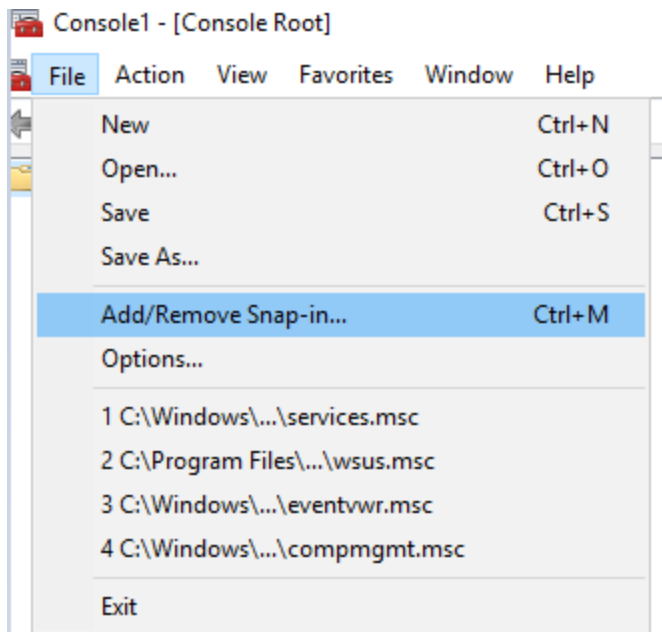 Console1 - [Console Root]
File Action View Favorites Window Help
New Ctrl+N
Open... Ctrl+O
Save Ctrl+S
Save As...
Add/Remove Snap-in... Ctrl+M
Options...
1 C:\Windows\...\services.msc
2 C:\Program Files\...\wsus.msc
3 C:\Windows\...\eventvwr.msc
4 C:\Windows\...\compmgmt.msc
Exit